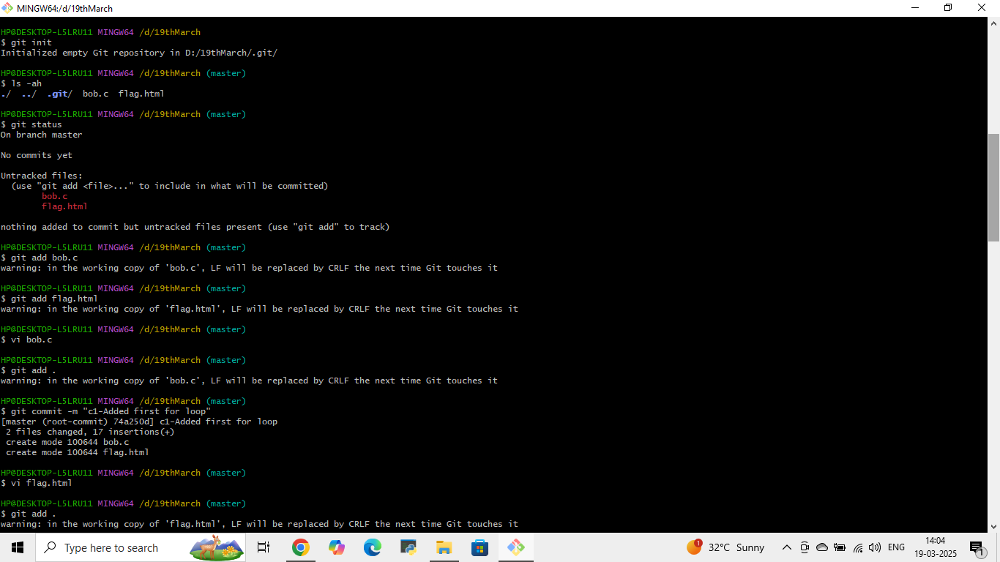 MINGW64:/d/19thMarch
HP@DESKTOP-L5LRU11 MINGW64 /d/19thMarch
$ git init
Initialized empty Git repository in D:/19thMarch/.git/
HP@DESKTOP-L5LRU11 MINGW64 /d/19thMarch (master)
$ ls -ah
./  ../  .git/  bob.c  flag.html
HP@DESKTOP-L5LRU11 MINGW64 /d/19thMarch (master)
$ git status
On branch master
No commits yet
Untracked files:
  (use "git add <file>..." to include in what will be committed)
        bob.c
        flag.html
nothing added to commit but untracked files present (use "git add" to track)
HP@DESKTOP-L5LRU11 MINGW64 /d/19thMarch (master)
$ git add bob.c
warning: in the working copy of 'bob.c', LF will be replaced by CRLF the next time Git touches it
HP@DESKTOP-L5LRU11 MINGW64 /d/19thMarch (master)
$ git add flag.html
warning: in the working copy of 'flag.html', LF will be replaced by CRLF the next time Git touches it
HP@DESKTOP-L5LRU11 MINGW64 /d/19thMarch (master)
$ vi bob.c
HP@DESKTOP-L5LRU11 MINGW64 /d/19thMarch (master)
$ git add .
warning: in the working copy of 'bob.c', LF will be replaced by CRLF the next time Git touches it
HP@DESKTOP-L5LRU11 MINGW64 /d/19thMarch (master)
$ git commit -m "c1-Added first for loop"
[master (root-commit) 74a250d] c1-Added first for loop
 2 files changed, 17 insertions(+)
 create mode 100644 bob.c
 create mode 100644 flag.html
HP@DESKTOP-L5LRU11 MINGW64 /d/19thMarch (master)
$ vi flag.html
HP@DESKTOP-L5LRU11 MINGW64 /d/19thMarch (master)
$ git add .
warning: in the working copy of 'flag.html', LF will be replaced by CRLF the next time Git touches it
Type here to search
1
32°C Sunny
ENG
14:04
19-03-2025
1